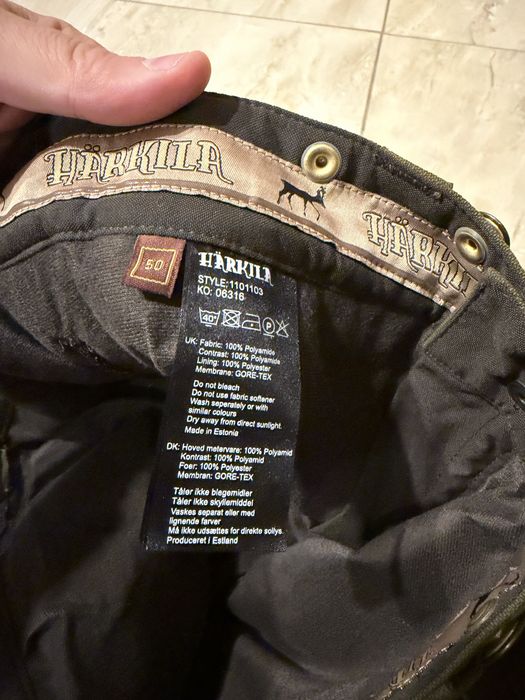 HÄRKILA
HÄRKILA
50
HÄRKILA
STYLE:1101103
KO: 06316
40°
P
UK: Fabric: 100% Polyamide
Contrast: 100% Polyamide
Lining: 100% Polyester
Membrane: GORE-TEX
Do not bleach
Do not use fabric softener
Wash seperately or with
similar colours
Dry away from direct sunlight.
Made in Estonia
DK: Hoved metervare: 100% Polyamid
Kontrast: 100% Polyamid
Foer: 100% Polyester
Membran: GORE-TEX
Tåler ikke blegemidler
Tåler ikke skyllemiddel
Vaskes separat eller med
lignende farver
Må ikke udsættes for direkte sollys.
Produceret i Estland